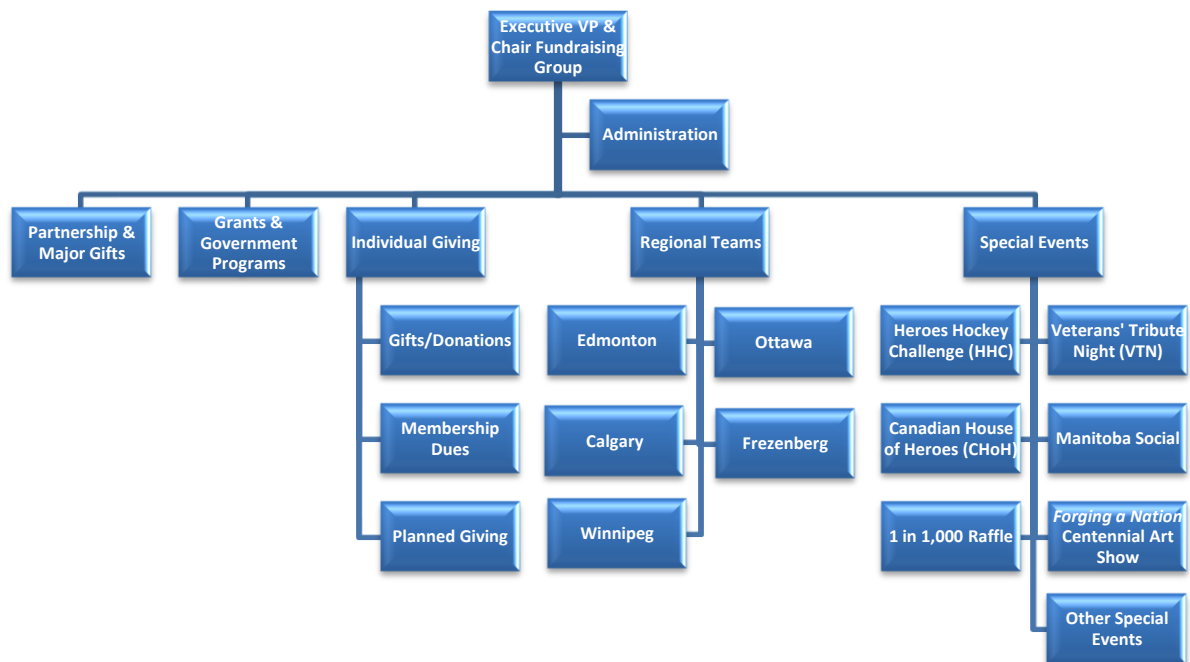 Executive VP &
Chair Fundraising
Group
Administration
Partnership &
Major Gifts
Grants &
Government
Programs
Individual Giving
Regional Teams
Special Events
Gifts/Donations
Membership
Dues
Planned Giving
Edmonton
Ottawa
Calgary
Frezenberg
Winnipeg
Heroes Hockey
Challenge (HHC)
Veterans' Tribute
Night (VTN)
Canadian House
of Heroes (CHoH)
Manitoba Social
1 in 1,000 Raffle
Forging a Nation
Centennial Art
Show
Other Special
Events